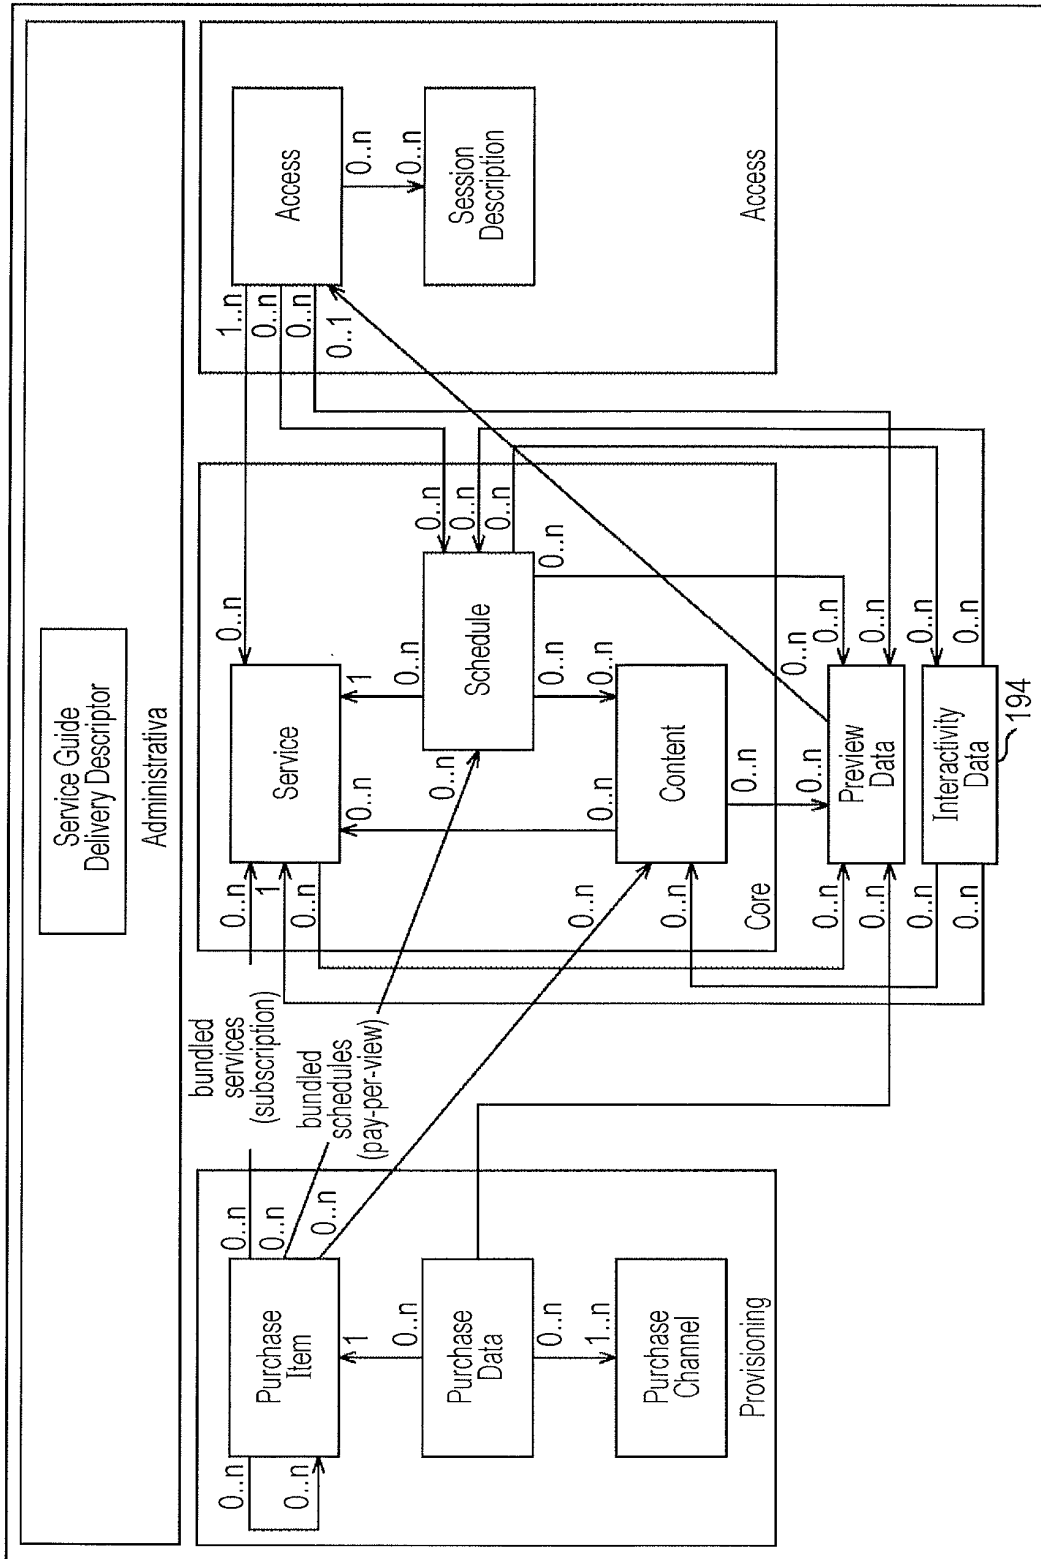 Service Guide
Delivery Descriptor
Administrativa
0..n
0..n
0..n
0..n
0..n
Purchase
Item
1
0..n
Purchase
Data
0..n
1..n
Purchase
Channel
Provisioning
bundled
services
(subscription)
bundled
schedules
(pay-per-view)
0..n
1
0..n
Service
0..n
0..n
1
0..n
0..n
Schedule
0..n
0..n
0..n
0..n
0..n
0..n
0..n
0..n
Content
0..n
0..n
Core
0..n
0..n
0..n
0..n
0..n
0..n
Preview
Data
0..n
0..n
0..n
0..n
Interactivity
Data
194
1..n
0..n
0..n
0..1
Access
0..n
0..n
Session
Description
Access